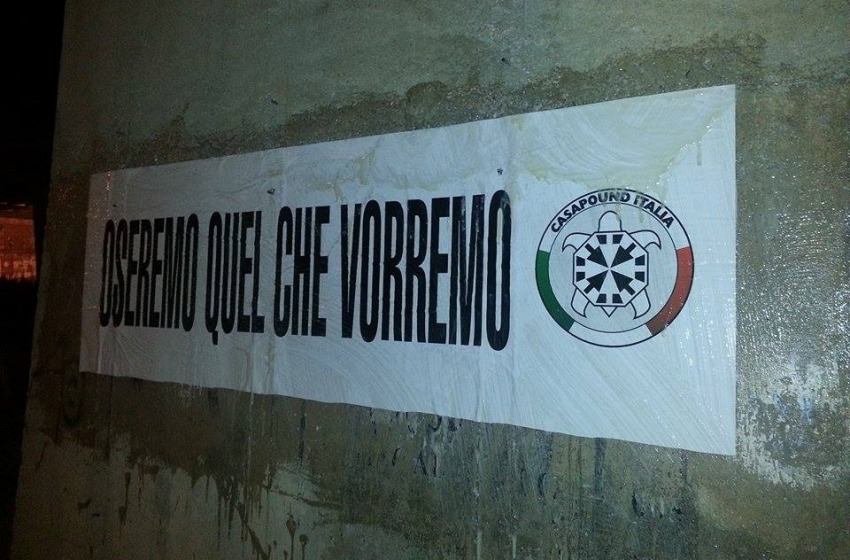 OSEREMO QUEL CHE VORREMO
CASAPOUND ITALIA